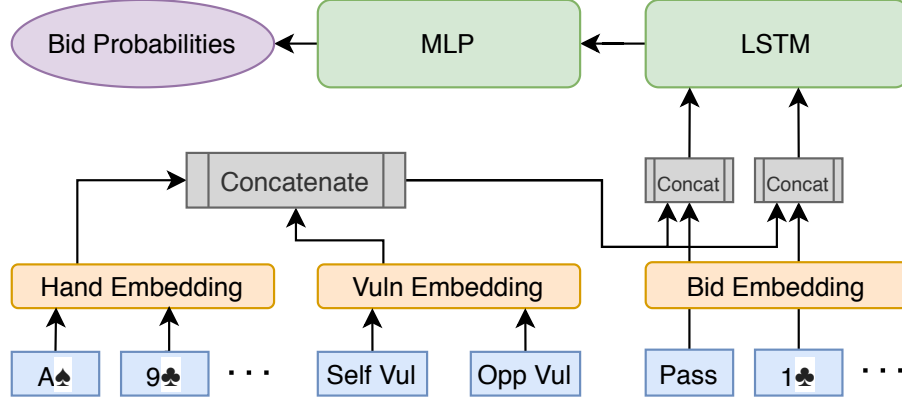 Bid Probabilities
MLP
LSTM
Concatenate
Concat
Concat
Hand Embedding
Vuln Embedding
Bid Embedding
A♠
9♣
. . .
Self Vul
Opp Vul
Pass
1♣
. . .